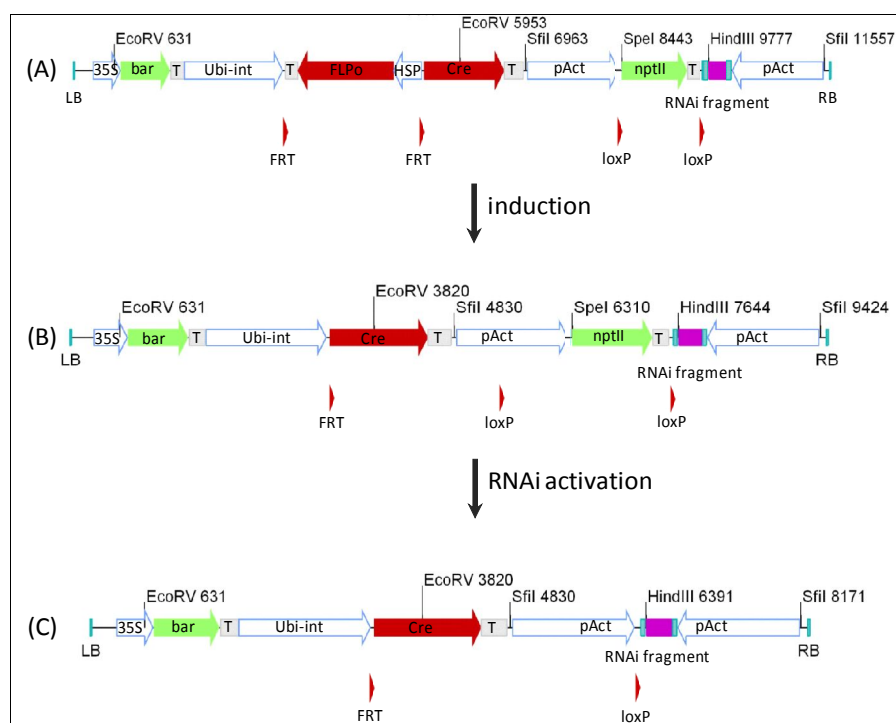 EcoRV 5953
(A) EcoRV 631 SfiI 6963 SpeI 8443 HindIII 9777 SfiI 11557
35S bar T Ubi-int T FLPo HSP Cre T pAct nptII T pAct
LB RNAi fragment RB
FRT FRT loxP loxP
induction
EcoRV 3820
(B) EcoRV 631 SfiI 4830 SpeI 6310 HindIII 7644 SfiI 9424
35S bar T Ubi-int Cre T pAct nptII T pAct
LB RNAi fragment RB
FRT loxP loxP
RNAi activation
EcoRV 3820
(C) EcoRV 631 SfiI 4830 HindIII 6391 SfiI 8171
35S bar T Ubi-int Cre T pAct pAct
LB RNAi fragment RB
FRT loxP